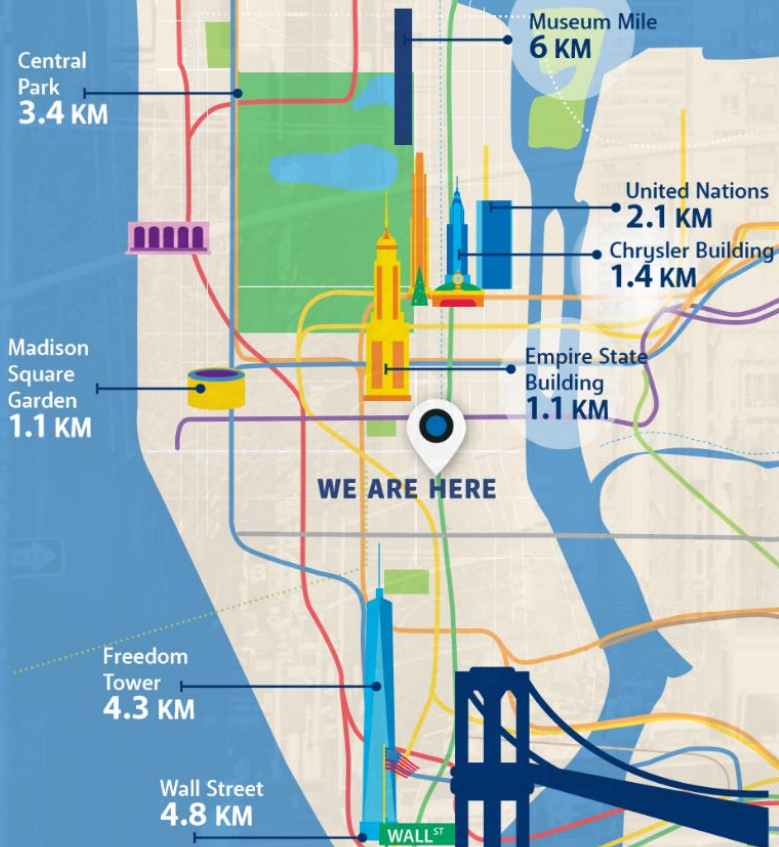 Museum Mile
6 KM
Central
Park
3.4 KM
United Nations
2.1 KM
Chrysler Building
1.4 KM
Madison
Square
Garden
1.1 KM
Empire State
Building
1.1 KM
WE ARE HERE
Freedom
Tower
4.3 KM
Wall Street
4.8 KM
WALL ST